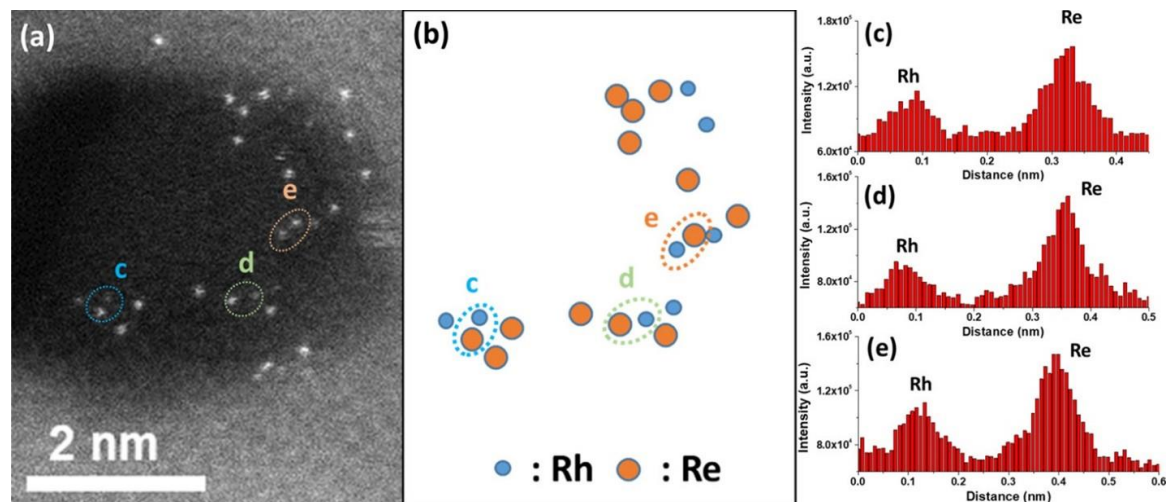 (a)
e
c
d
2 nm
(b)
e
d
c
: Rh : Re
(c)
Re
Rh
Intensity (a.u.)
1.8x10⁵
1.2x10⁵
6.0x10⁴
0.0 0.1 0.2 0.3 0.4
Distance (nm)
(d)
Re
Rh
Intensity (a.u.)
1.6x10⁵
1.2x10⁵
8.0x10⁴
0.0 0.1 0.2 0.3 0.4 0.5
Distance (nm)
(e)
Re
Rh
Intensity (a.u.)
1.6x10⁵
1.2x10⁵
8.0x10⁴
0.0 0.1 0.2 0.3 0.4 0.5 0.6
Distance (nm)